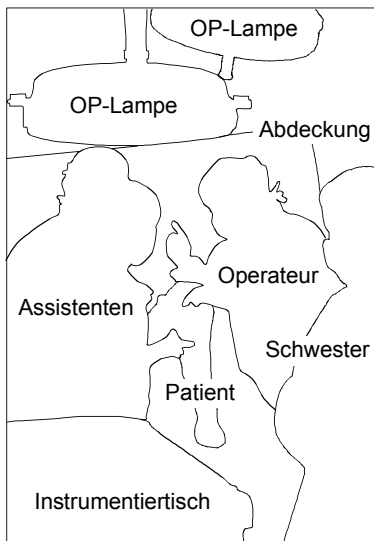 OP-Lampe
OP-Lampe
Abdeckung
Operateur
Assistenten
Schwester
Patient
Instrumentiertisch